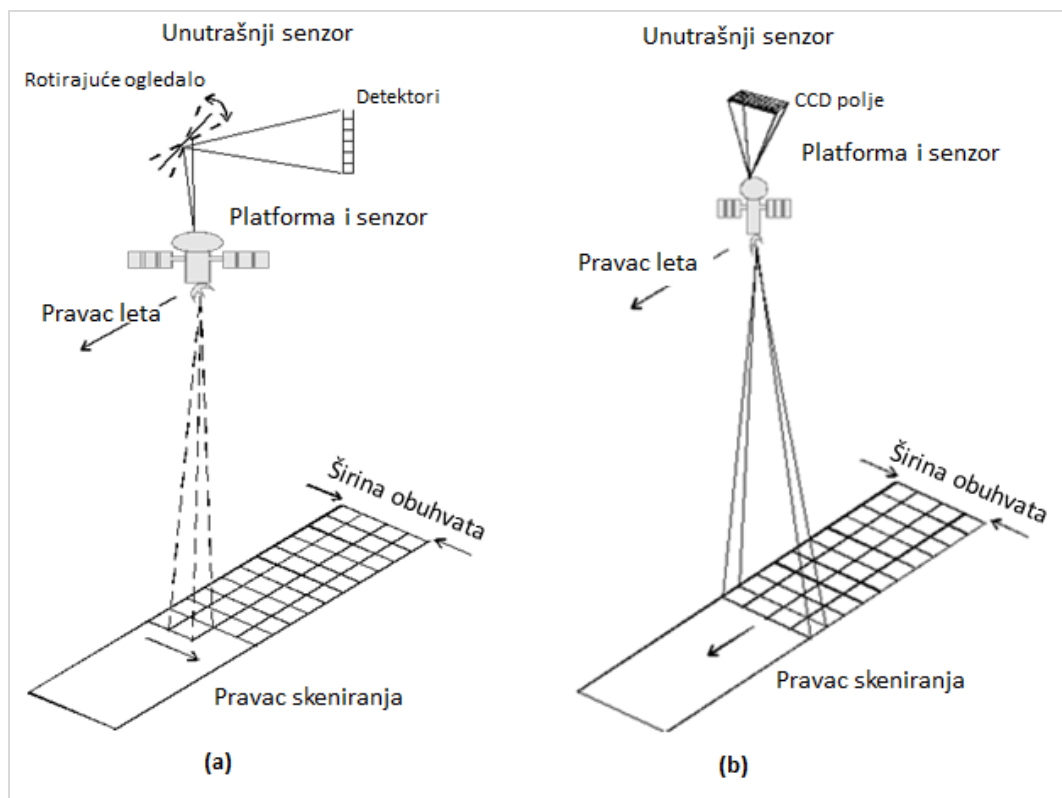 Unutrašnji senzor
Rotirajuće ogledalo
Detektori
Platforma i senzor
Pravac leta
Širina obuhvata
Pravac skeniranja
(a)
Unutrašnji senzor
CCD polje
Platforma i senzor
Pravac leta
Širina obuhvata
Pravac skeniranja
(b)